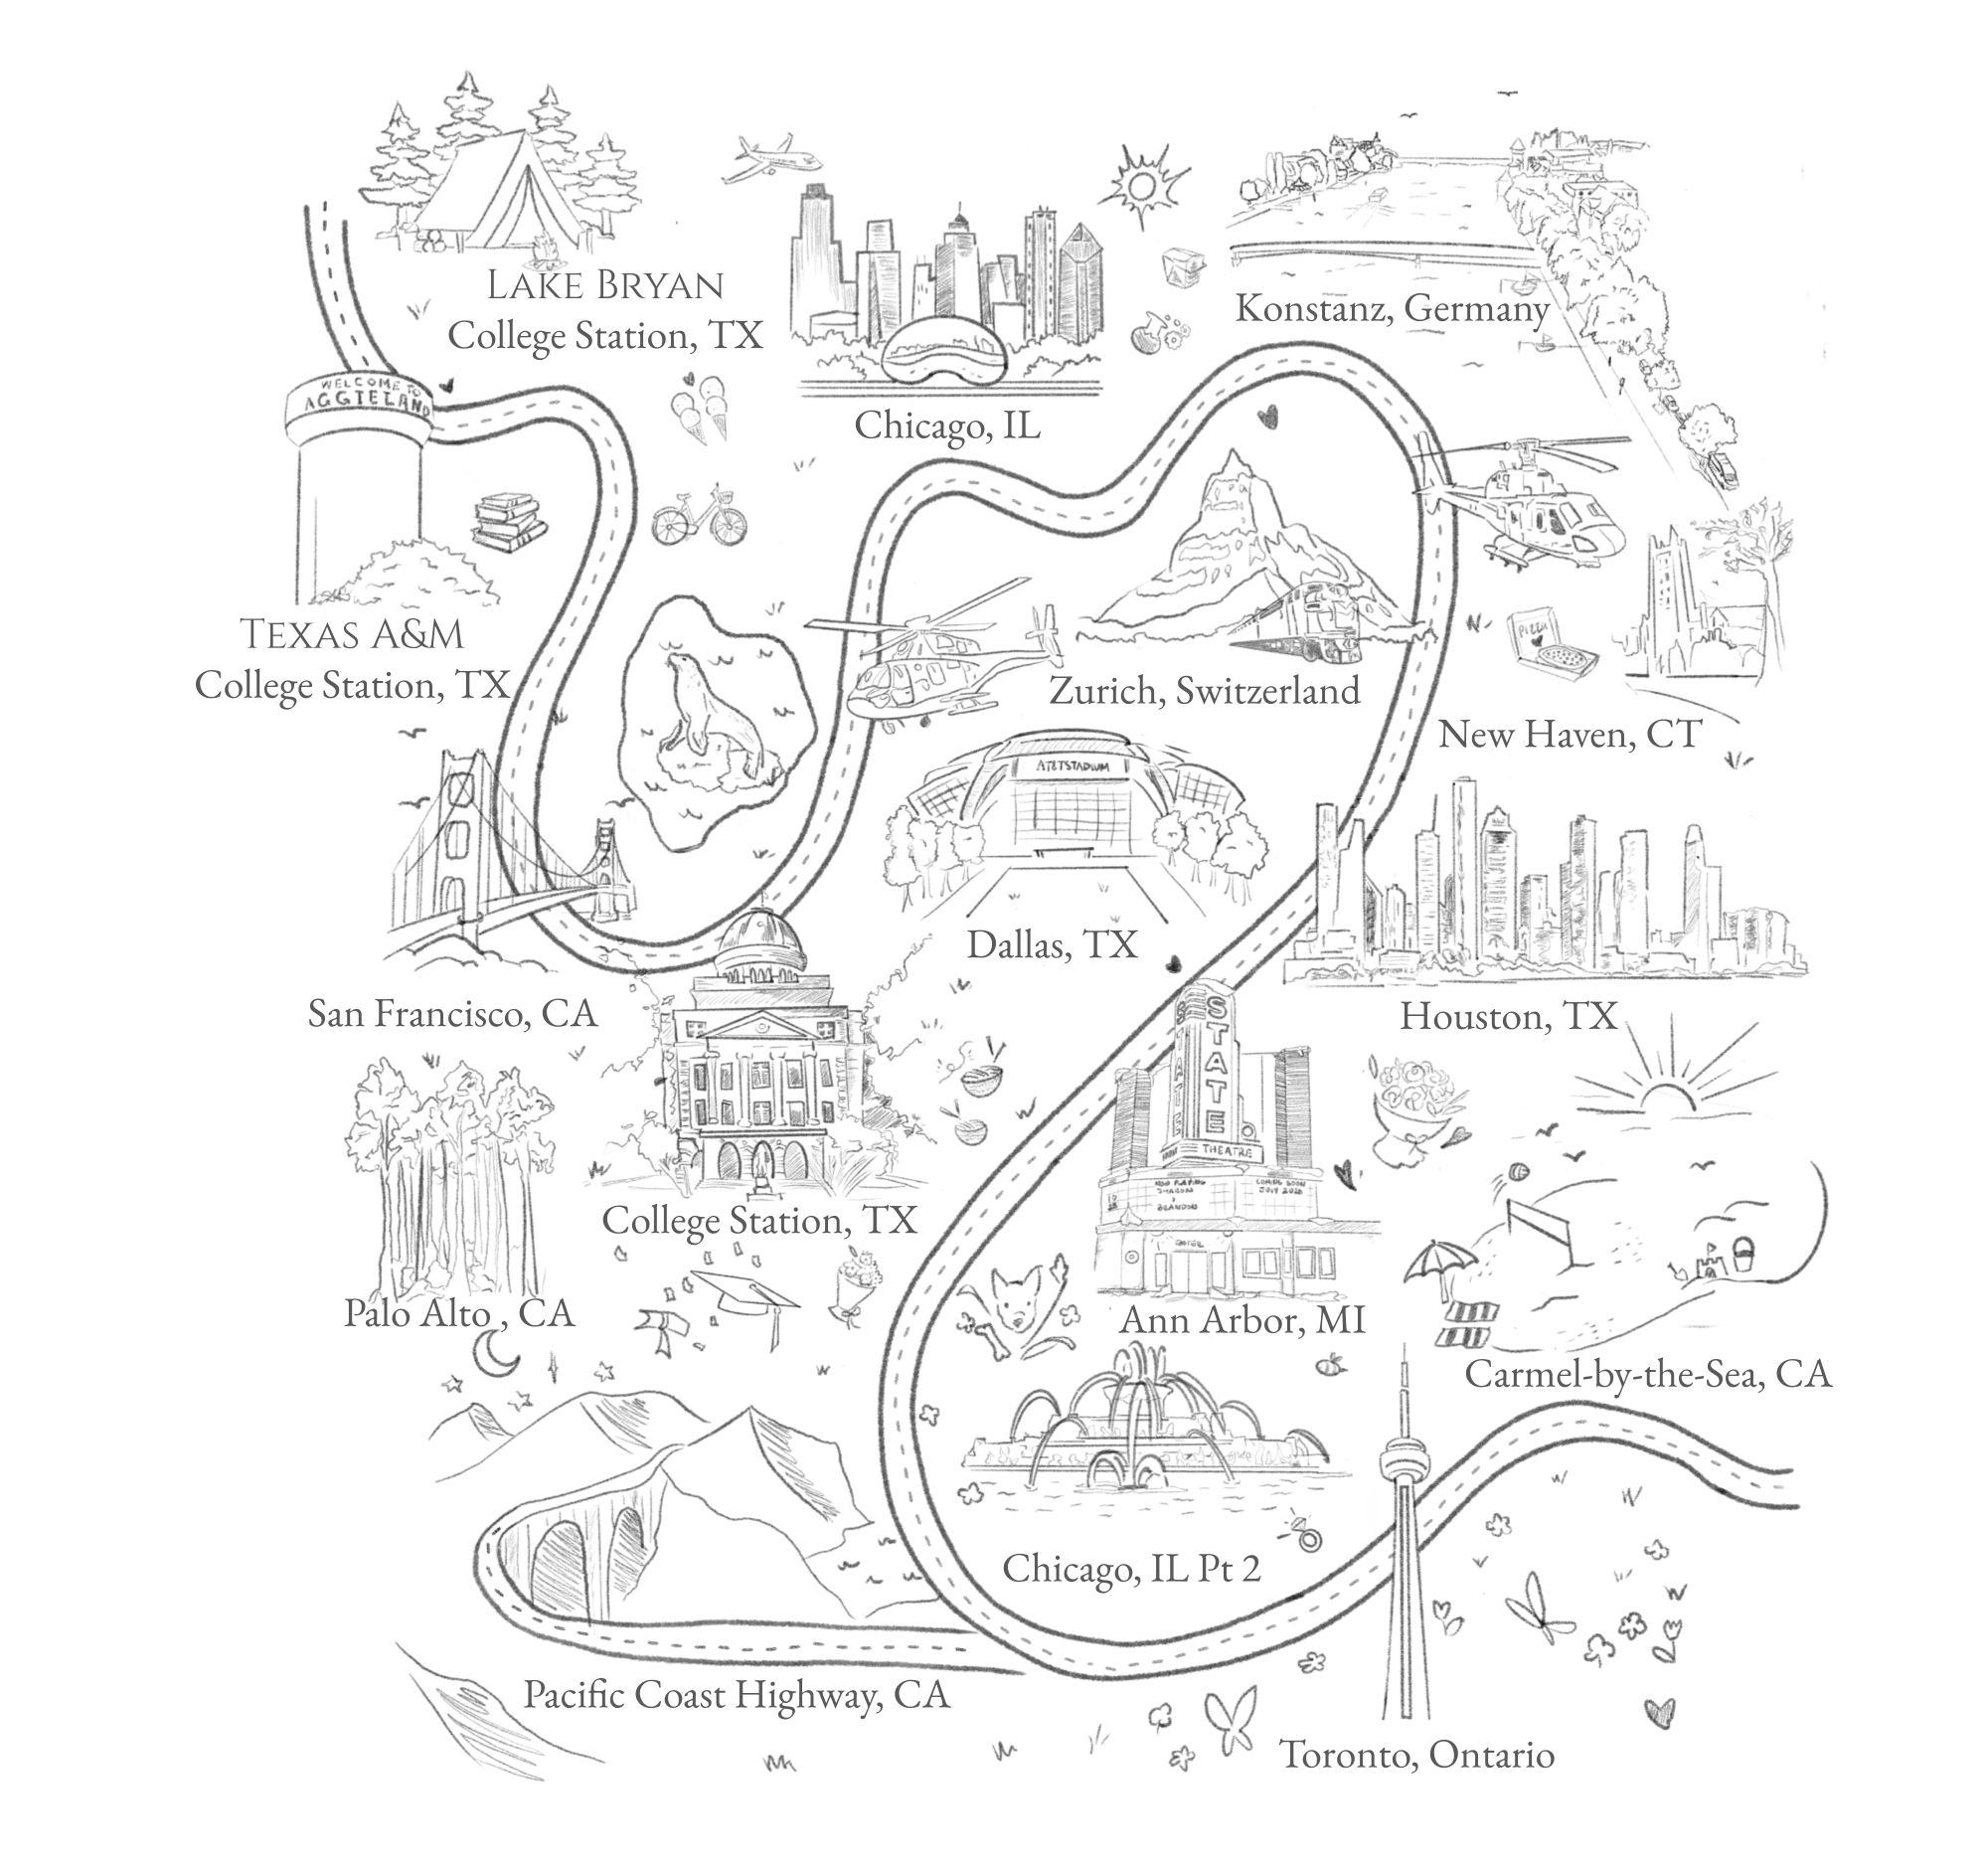 LAKE BRYAN
College Station, TX
WELCOME TO
AGGIELAND
Chicago, IL
Konstanz, Germany
TEXAS A&M
College Station, TX
PIZZA
Zurich, Switzerland
New Haven, CT
AT&TSTADIUM
Dallas, TX
San Francisco, CA
Houston, TX
STATE
STATE
THEATRE
NOW PLAYING
SHARON
&
BRANDON
COMING SOON
JULY 2025
College Station, TX
Palo Alto , CA
Ann Arbor, MI
Carmel-by-the-Sea, CA
Chicago, IL Pt 2
Pacific Coast Highway, CA
Toronto, Ontario